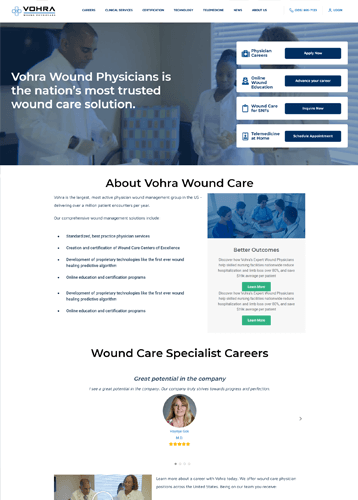 VOHRA
WOUND PHYSICIANS
CAREERS
CLINICAL SERVICES
CERTIFICATION
TECHNOLOGY
TELEMEDICINE
NEWS
ABOUT US
Physician
Careers
Apply Now
Online
Wound
Education
Advance your career
Wound Care
for SNFs
Inquire Now
Telemedicine
at Home
Schedule Appointment
Vohra Wound Physicians is
the nation's most trusted
wound care solution.
About Vohra Wound Care
Vohra is the largest, most active physician wound management group in the US -
delivering over a million patient encounters per year.
Our comprehensive wound management solutions include:
Standardized, best practice physician services
Creation and certification of Wound Care Centers of Excellence
Development of proprietary technologies like the first ever wound
healing predictive algorithm
Online education and certification programs
Development of proprietary technologies like the first ever wound
healing predictive algorithm
Online education and certification programs
Better Outcomes
Discover how Vohra's Expert Wound Physicians
help skilled nursing facilities nationwide reduce
hospitalization and limb loss over 80%, and save
$74k average per patient
Learn More
Discover how Vohra's Expert Wound Physicians
help skilled nursing facilities nationwide reduce
hospitalization and limb loss over 80%, and save
$74k average per patient
Learn More
Wound Care Specialist Careers
Great potential in the company
I see a great potential in the company. Our company truly strives towards progress and perfection.
M.D.
Learn more about a career with Vohra today. We offer wound care physician
positions across the United States. Being on our team you receive: